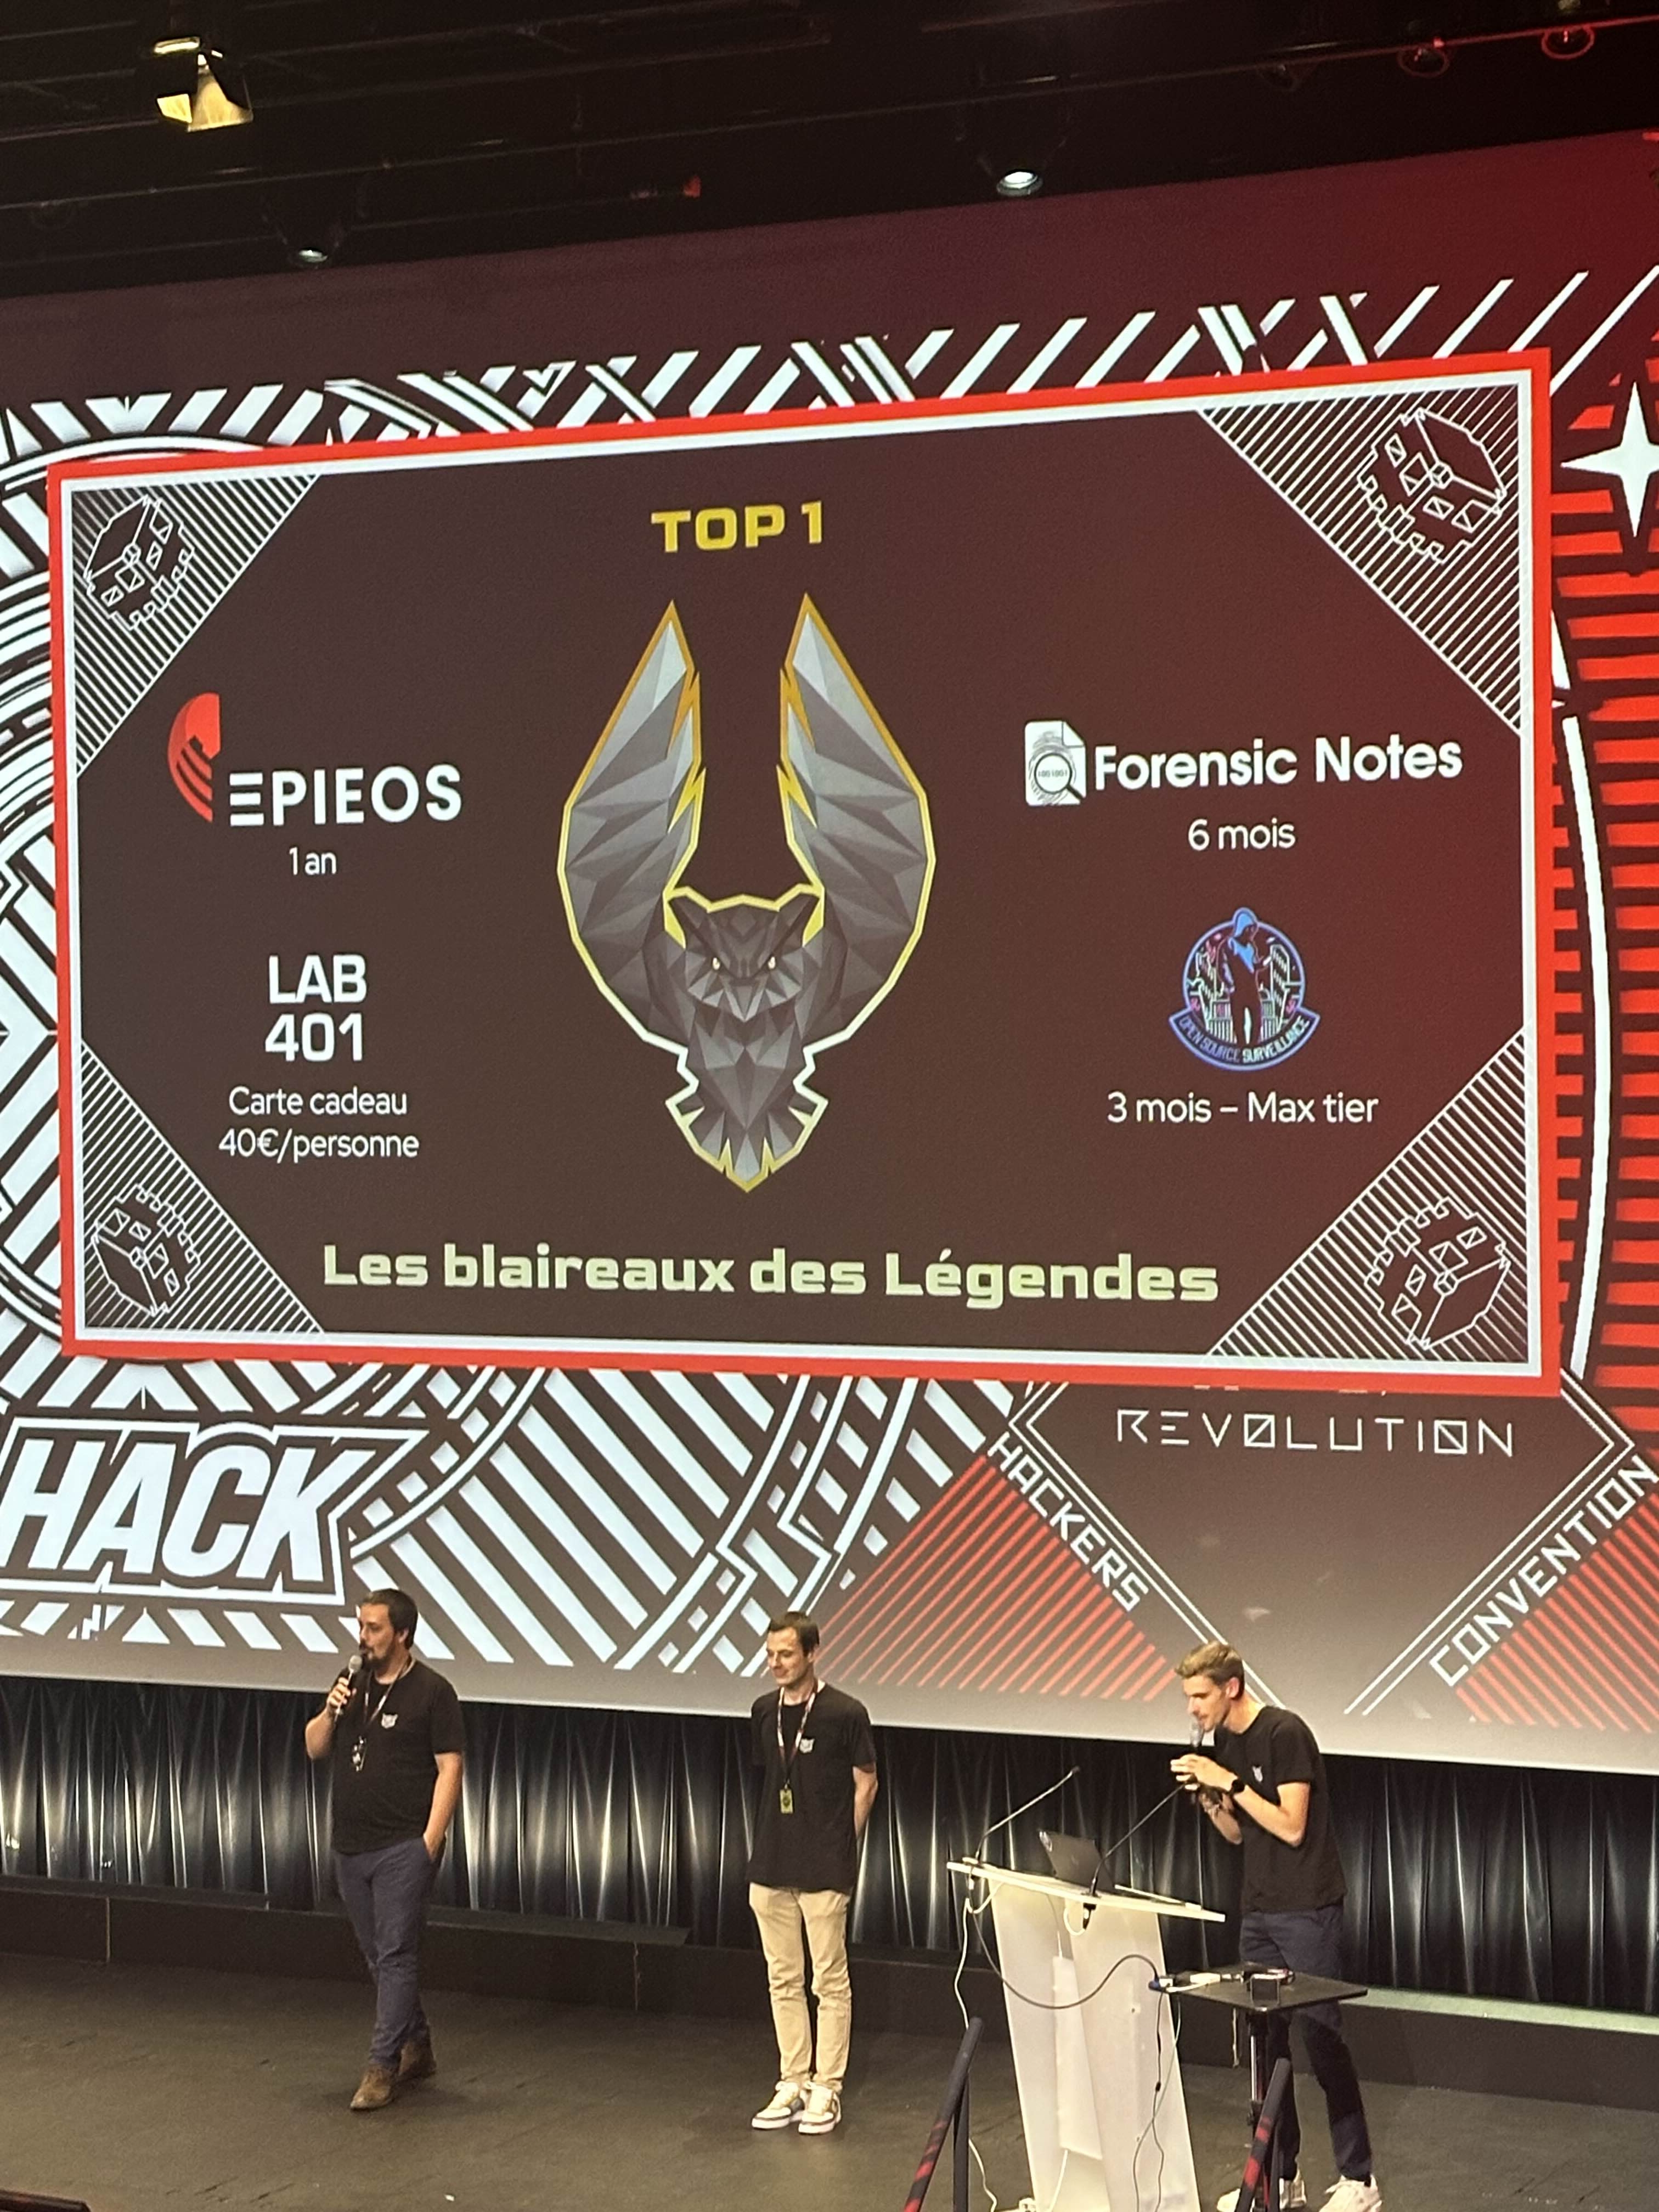 TOP 1
EPIEOS
1 an
Forensic Notes
6 mois
LAB
401
Carte cadeau
40€/personne
OPEN SOURCE SURVEILLANCE
3 mois – Max tier
Les blaireaux des Légendes
HACK
REVOLUTION
HACKERS
CONVENTION